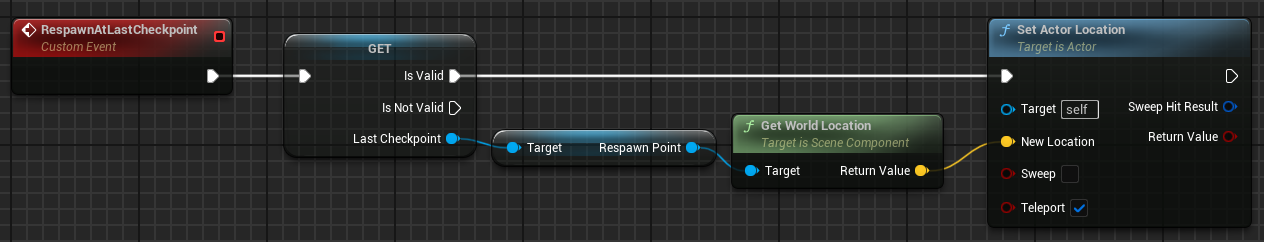 RespawnAtLastCheckpoint
Custom Event
GET
Is Valid
Is Not Valid
Last Checkpoint
Target
Respawn Point
f Get World Location
Target is Scene Component
Target
Return Value
f Set Actor Location
Target is Actor
Target self
Sweep Hit Result
New Location
Return Value
Sweep
Teleport